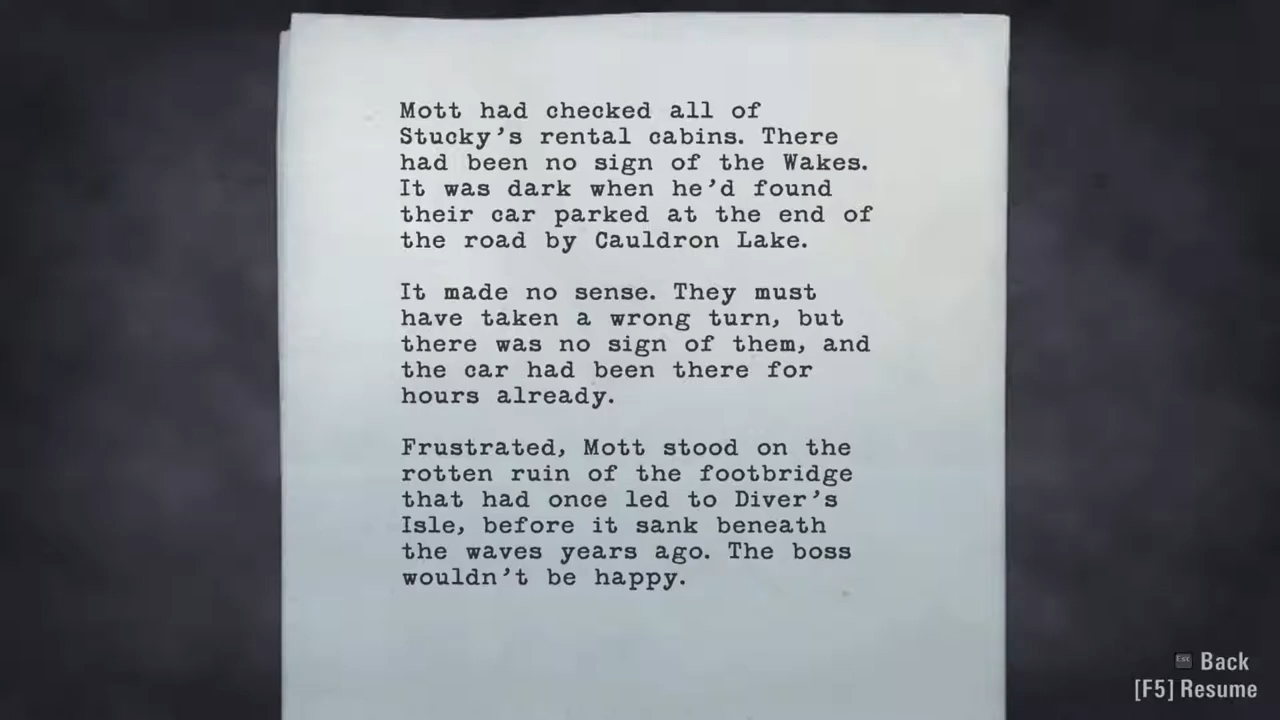 Mott had checked all of
Stucky's rental cabins. There
had been no sign of the Wakes.
It was dark when he'd found
their car parked at the end of
the road by Cauldron Lake.
It made no sense. They must
have taken a wrong turn, but
there was no sign of them, and
the car had been there for
hours already.
Frustrated, Mott stood on the
rotten ruin of the footbridge
that had once led to Diver's
Isle, before it sank beneath
the waves years ago. The boss
wouldn't be happy.
Esc Back
[F5] Resume